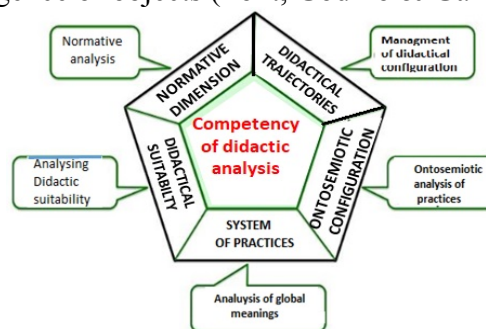 Normative
analysis
NORMATIVE
DIMENSION
DIDACTICAL
TRAJECTORIES
Managment
of didactical
configuration
Competency
of didactic
analysis
Analysing
Didactic
suitability
DIDACTICAL
SUITABILTY
ONTOSEMIOTIC
CONFIGURATION
Ontosemiotic
analysis of
practices
SYSTEM
OF PRACTICES
Analuysis of global
meanings